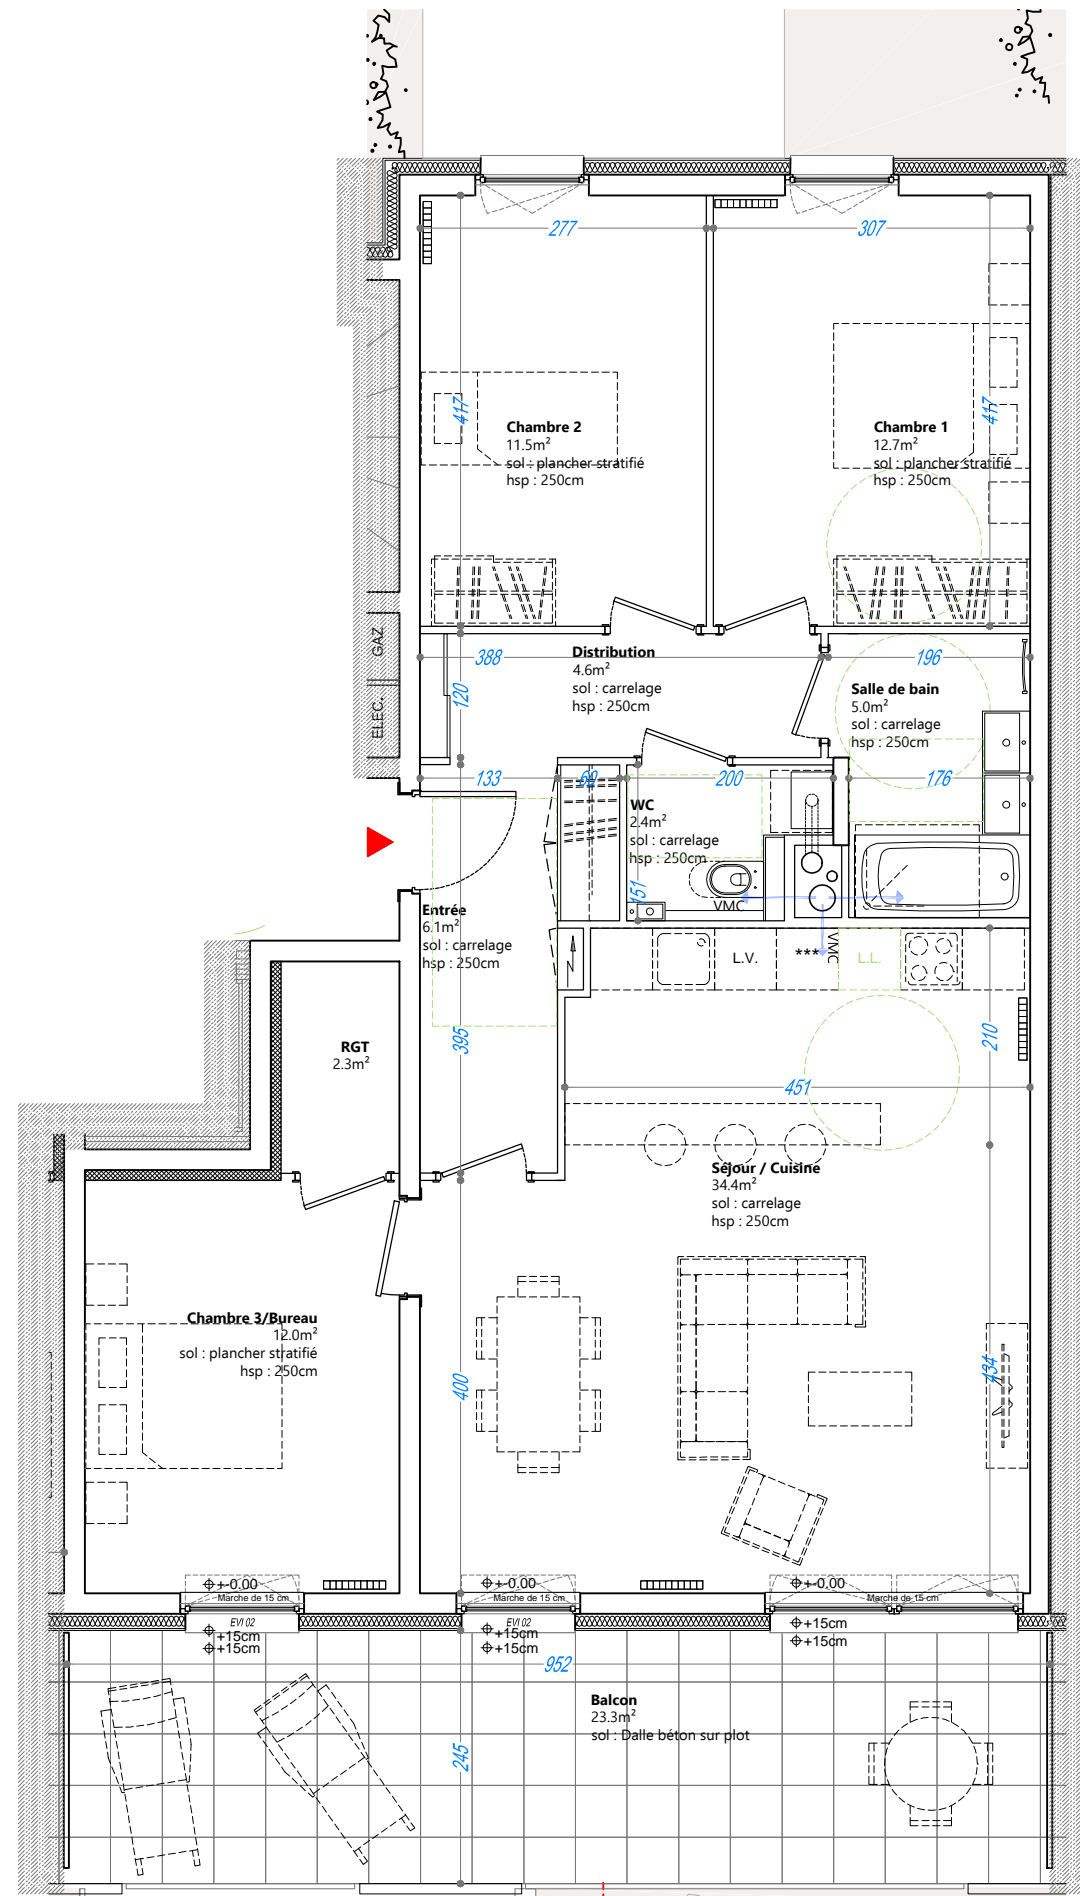 277
307
417
417
Chambre 2
11.5m²
sol : plancher stratifié
hsp : 250cm
Chambre 1
12.7m²
sol : plancher stratifié
hsp : 250cm
GAZ
ELEC.
388
Distribution
4.6m²
sol : carrelage
hsp : 250cm
120
196
Salle de bain
5.0m²
sol : carrelage
hsp : 250cm
133
200
176
WC
2.4m²
sol : carrelage
hsp : 250cm
151
VMC
Entrée
6.1m²
sol : carrelage
hsp : 250cm
L.V.
***
VMC
L.L.
395
210
RGT
2.3m²
451
Séjour / Cuisine
34.4m²
sol : carrelage
hsp : 250cm
Chambre 3/Bureau
12.0m²
sol : plancher stratifié
hsp : 250cm
400
434
+-0.00
Marche de 15 cm
EVI 02
+15cm
+15cm
+-0.00
Marche de 15 cm
EVI 02
+15cm
+15cm
+-0.00
Marche de 15 cm
+15cm
+15cm
952
Balcon
23.3m²
sol : Dalle béton sur plot
245